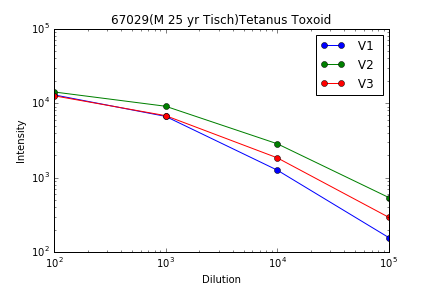 67029(M 25 yr Tisch)Tetanus Toxoid
10^5
10^4
10^3
10^2
Intensity
V1
V2
V3
10^2 10^3 10^4 10^5
Dilution